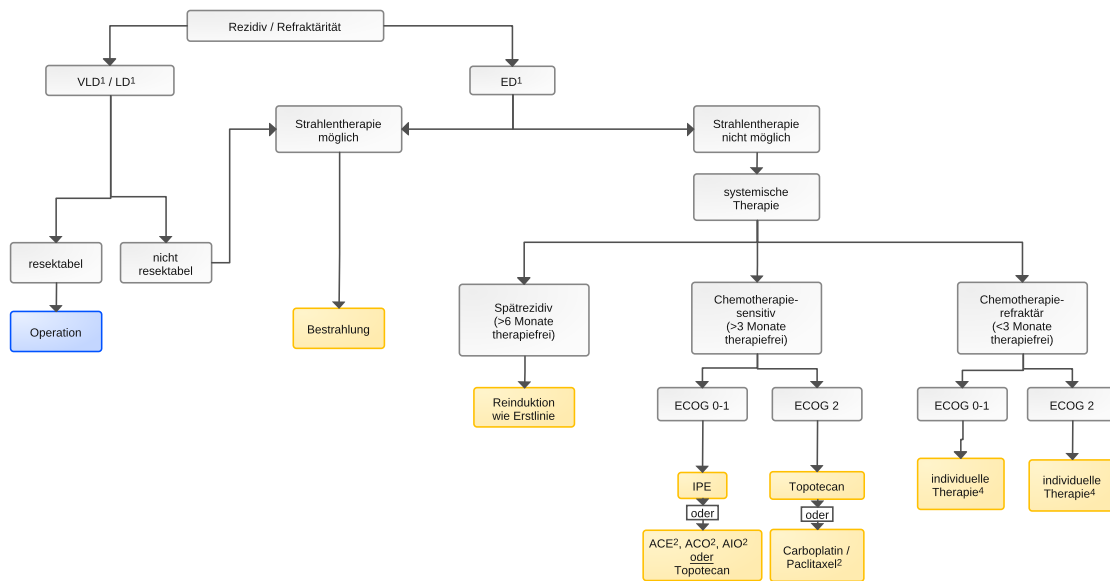 Rezidiv / Refraktärität
VLD¹ / LD¹
ED¹
Strahlentherapie
möglich
Strahlentherapie
nicht möglich
systemische
Therapie
resektabel
nicht
resektabel
Operation
Bestrahlung
Spätrezidiv
(>6 Monate
therapiefrei)
Chemotherapie-
sensitiv
(>3 Monate
therapiefrei)
Chemotherapie-
refraktär
(<3 Monate
therapiefrei)
Reinduktion
wie Erstlinie
ECOG 0-1
ECOG 2
ECOG 0-1
ECOG 2
IPE
oder
ACE², ACO², AIO²
oder
Topotecan
Topotecan
oder
Carboplatin /
Paclitaxel²
individuelle
Therapie⁴
individuelle
Therapie⁴